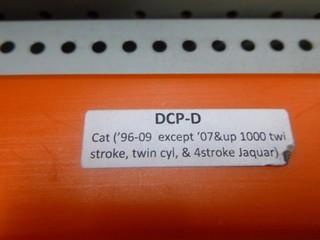 DCP-D
Cat ('96-09 except '07&up 1000 twi
stroke, twin cyl, & 4stroke Jaquar)